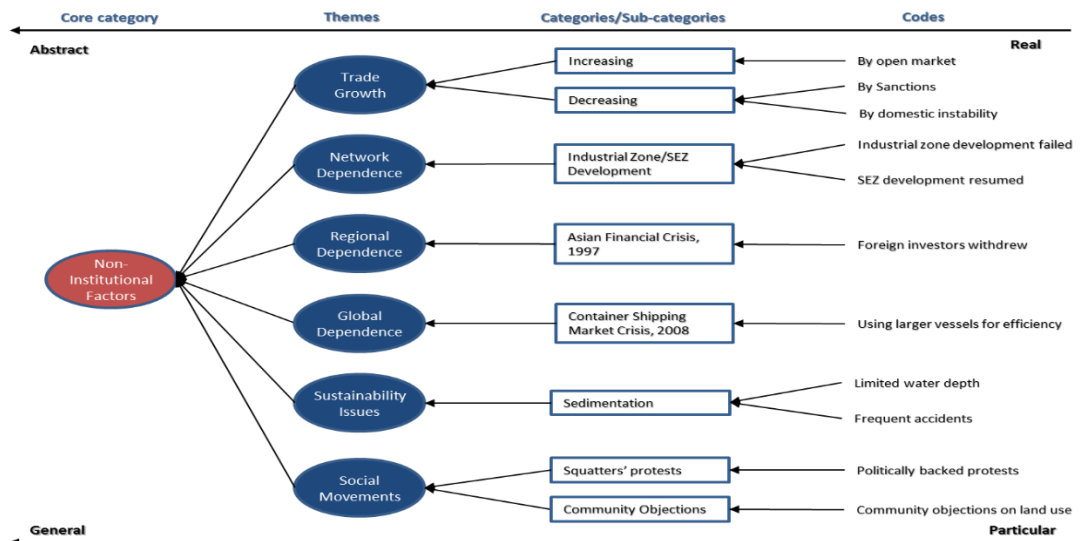 Core category
Themes
Categories/Sub-categories
Codes
Abstract
Real
Trade
Growth
Increasing
By open market
Decreasing
By Sanctions
By domestic instability
Network
Dependence
Industrial Zone/SEZ
Development
Industrial zone development failed
SEZ development resumed
Regional
Dependence
Asian Financial Crisis,
1997
Foreign investors withdrew
Non-
Institutional
Factors
Global
Dependence
Container Shipping
Market Crisis, 2008
Using larger vessels for efficiency
Sustainability
Issues
Sedimentation
Limited water depth
Frequent accidents
Social
Movements
Squatters' protests
Politically backed protests
Community Objections
Community objections on land use
General
Particular